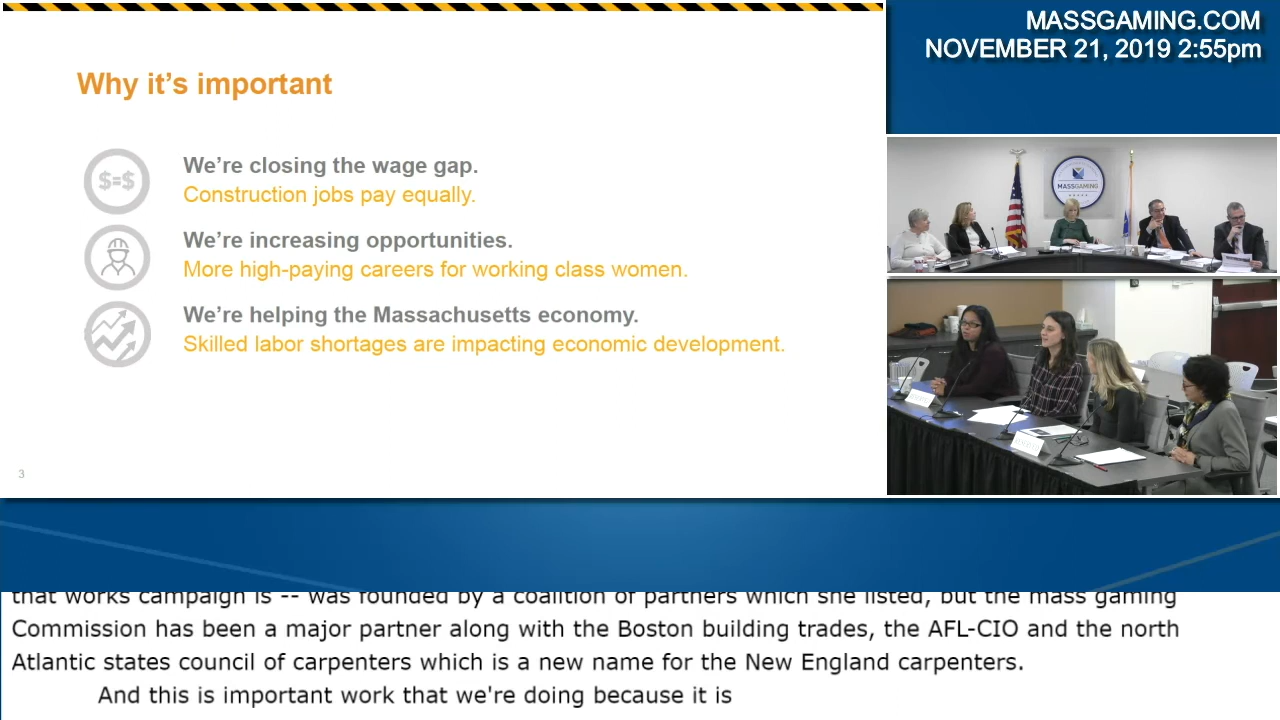 MASSGAMING.COM
NOVEMBER 21, 2019 2:55pm
Why it's important
$=$
We're closing the wage gap.
Construction jobs pay equally.
We're increasing opportunities.
More high-paying careers for working class women.
We're helping the Massachusetts economy.
Skilled labor shortages are impacting economic development.
3
MASSGAMING
that works campaign is -- was founded by a coalition of partners which she listed, but the mass gaming
Commission has been a major partner along with the Boston building trades, the AFL-CIO and the north
Atlantic states council of carpenters which is a new name for the New England carpenters.
And this is important work that we're doing because it is